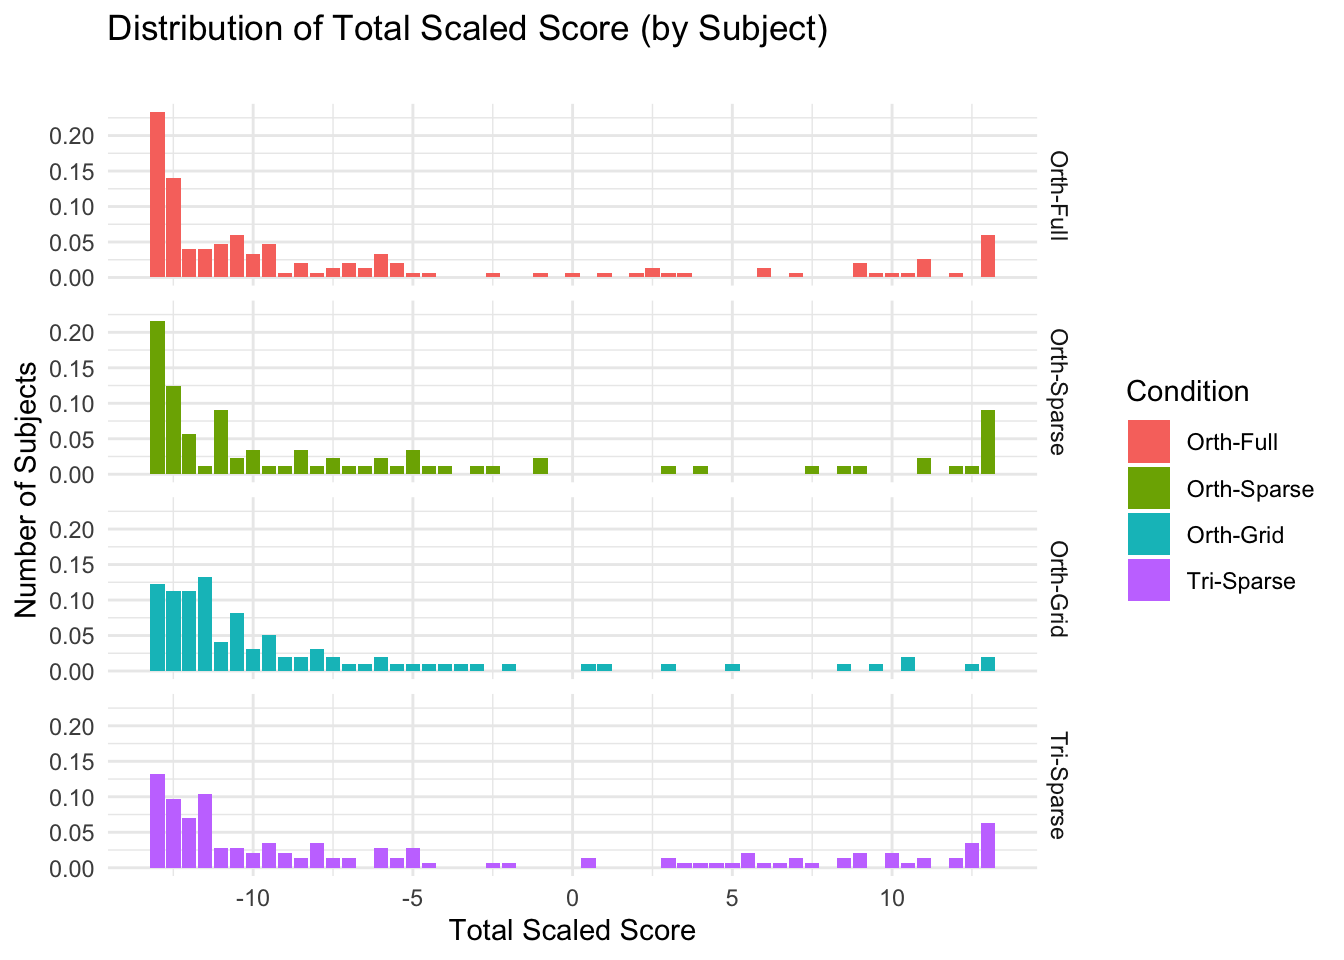 Distribution of Total Scaled Score (by Subject)
Number of Subjects
0.20
0.15
0.10
0.05
0.00
Orth-Full
0.20
0.15
0.10
0.05
0.00
Orth-Sparse
0.20
0.15
0.10
0.05
0.00
Orth-Grid
0.20
0.15
0.10
0.05
0.00
Tri-Sparse
-10 -5 0 5 10
Total Scaled Score
Condition
Orth-Full
Orth-Sparse
Orth-Grid
Tri-Sparse